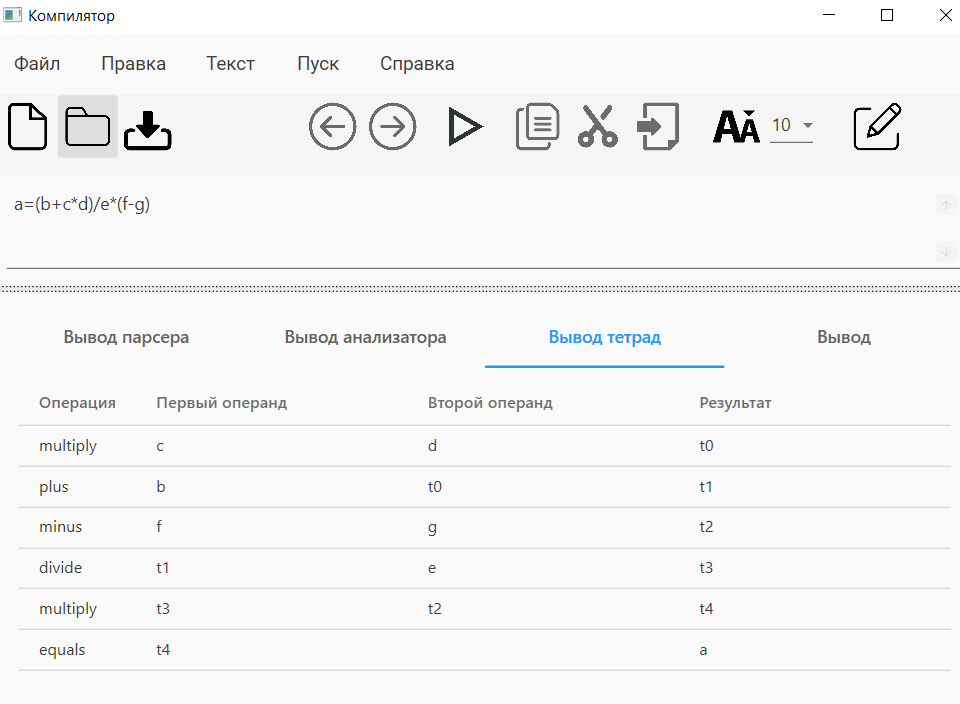 Компилятор
Файл Правка Текст Пуск Справка
10
a=(b+c*d)/e*(f-g)
Вывод парсера Вывод анализатора Вывод тетрад Вывод
Операция Первый операнд Второй операнд Результат
multiply c d t0
plus b t0 t1
minus f g t2
divide t1 e t3
multiply t3 t2 t4
equals t4 a